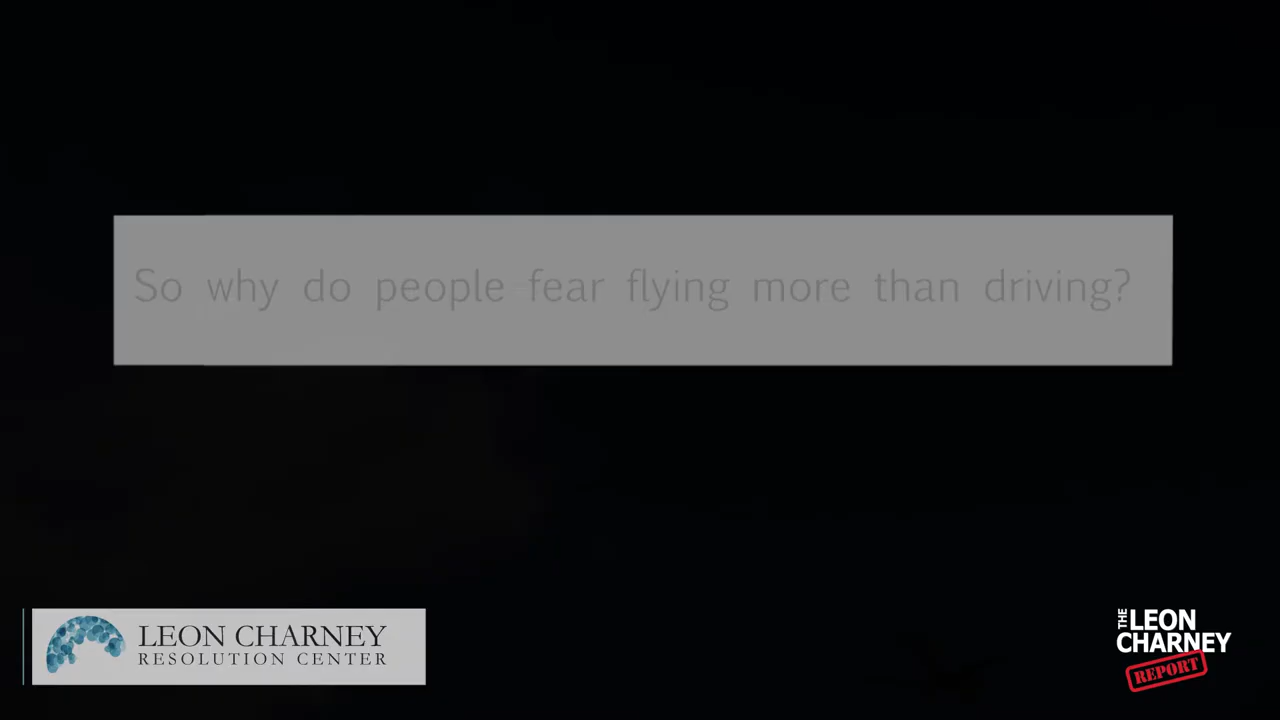 So why do people fear flying more than driving?
LEON CHARNEY
RESOLUTION CENTER
THE LEON
CHARNEY
REPORT